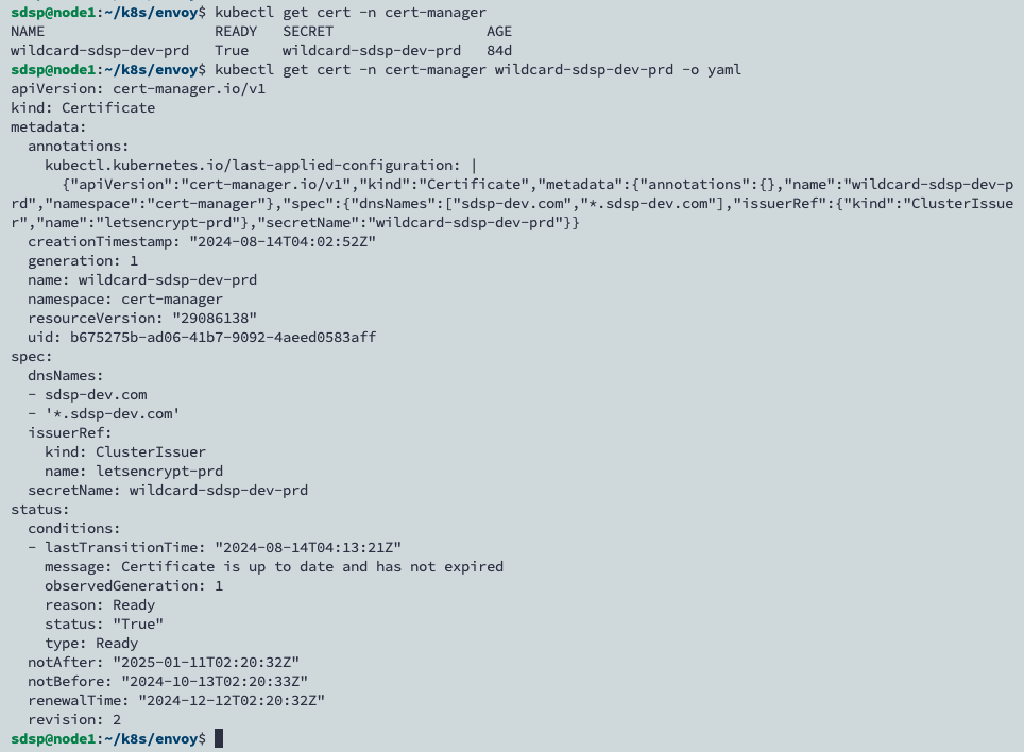 sdsp@node1:~/k8s/envoy$ kubectl get cert -n cert-manager
NAME                    READY   SECRET                  AGE
wildcard-sdsp-dev-prd   True    wildcard-sdsp-dev-prd   84d
sdsp@node1:~/k8s/envoy$ kubectl get cert -n cert-manager wildcard-sdsp-dev-prd -o yaml
apiVersion: cert-manager.io/v1
kind: Certificate
metadata:
  annotations:
    kubectl.kubernetes.io/last-applied-configuration: |
      {"apiVersion":"cert-manager.io/v1","kind":"Certificate","metadata":{"annotations":{},"name":"wildcard-sdsp-dev-p
rd","namespace":"cert-manager"},"spec":{"dnsNames":["sdsp-dev.com","*.sdsp-dev.com"],"issuerRef":{"kind":"ClusterIssue
r","name":"letsencrypt-prd"},"secretName":"wildcard-sdsp-dev-prd"}}
  creationTimestamp: "2024-08-14T04:02:52Z"
  generation: 1
  name: wildcard-sdsp-dev-prd
  namespace: cert-manager
  resourceVersion: "29086138"
  uid: b675275b-ad06-41b7-9092-4aeed0583aff
spec:
  dnsNames:
  - sdsp-dev.com
  - '*.sdsp-dev.com'
  issuerRef:
    kind: ClusterIssuer
    name: letsencrypt-prd
  secretName: wildcard-sdsp-dev-prd
status:
  conditions:
  - lastTransitionTime: "2024-08-14T04:13:21Z"
    message: Certificate is up to date and has not expired
    observedGeneration: 1
    reason: Ready
    status: "True"
    type: Ready
  notAfter: "2025-01-11T02:20:32Z"
  notBefore: "2024-10-13T02:20:33Z"
  renewalTime: "2024-12-12T02:20:32Z"
  revision: 2
sdsp@node1:~/k8s/envoy$